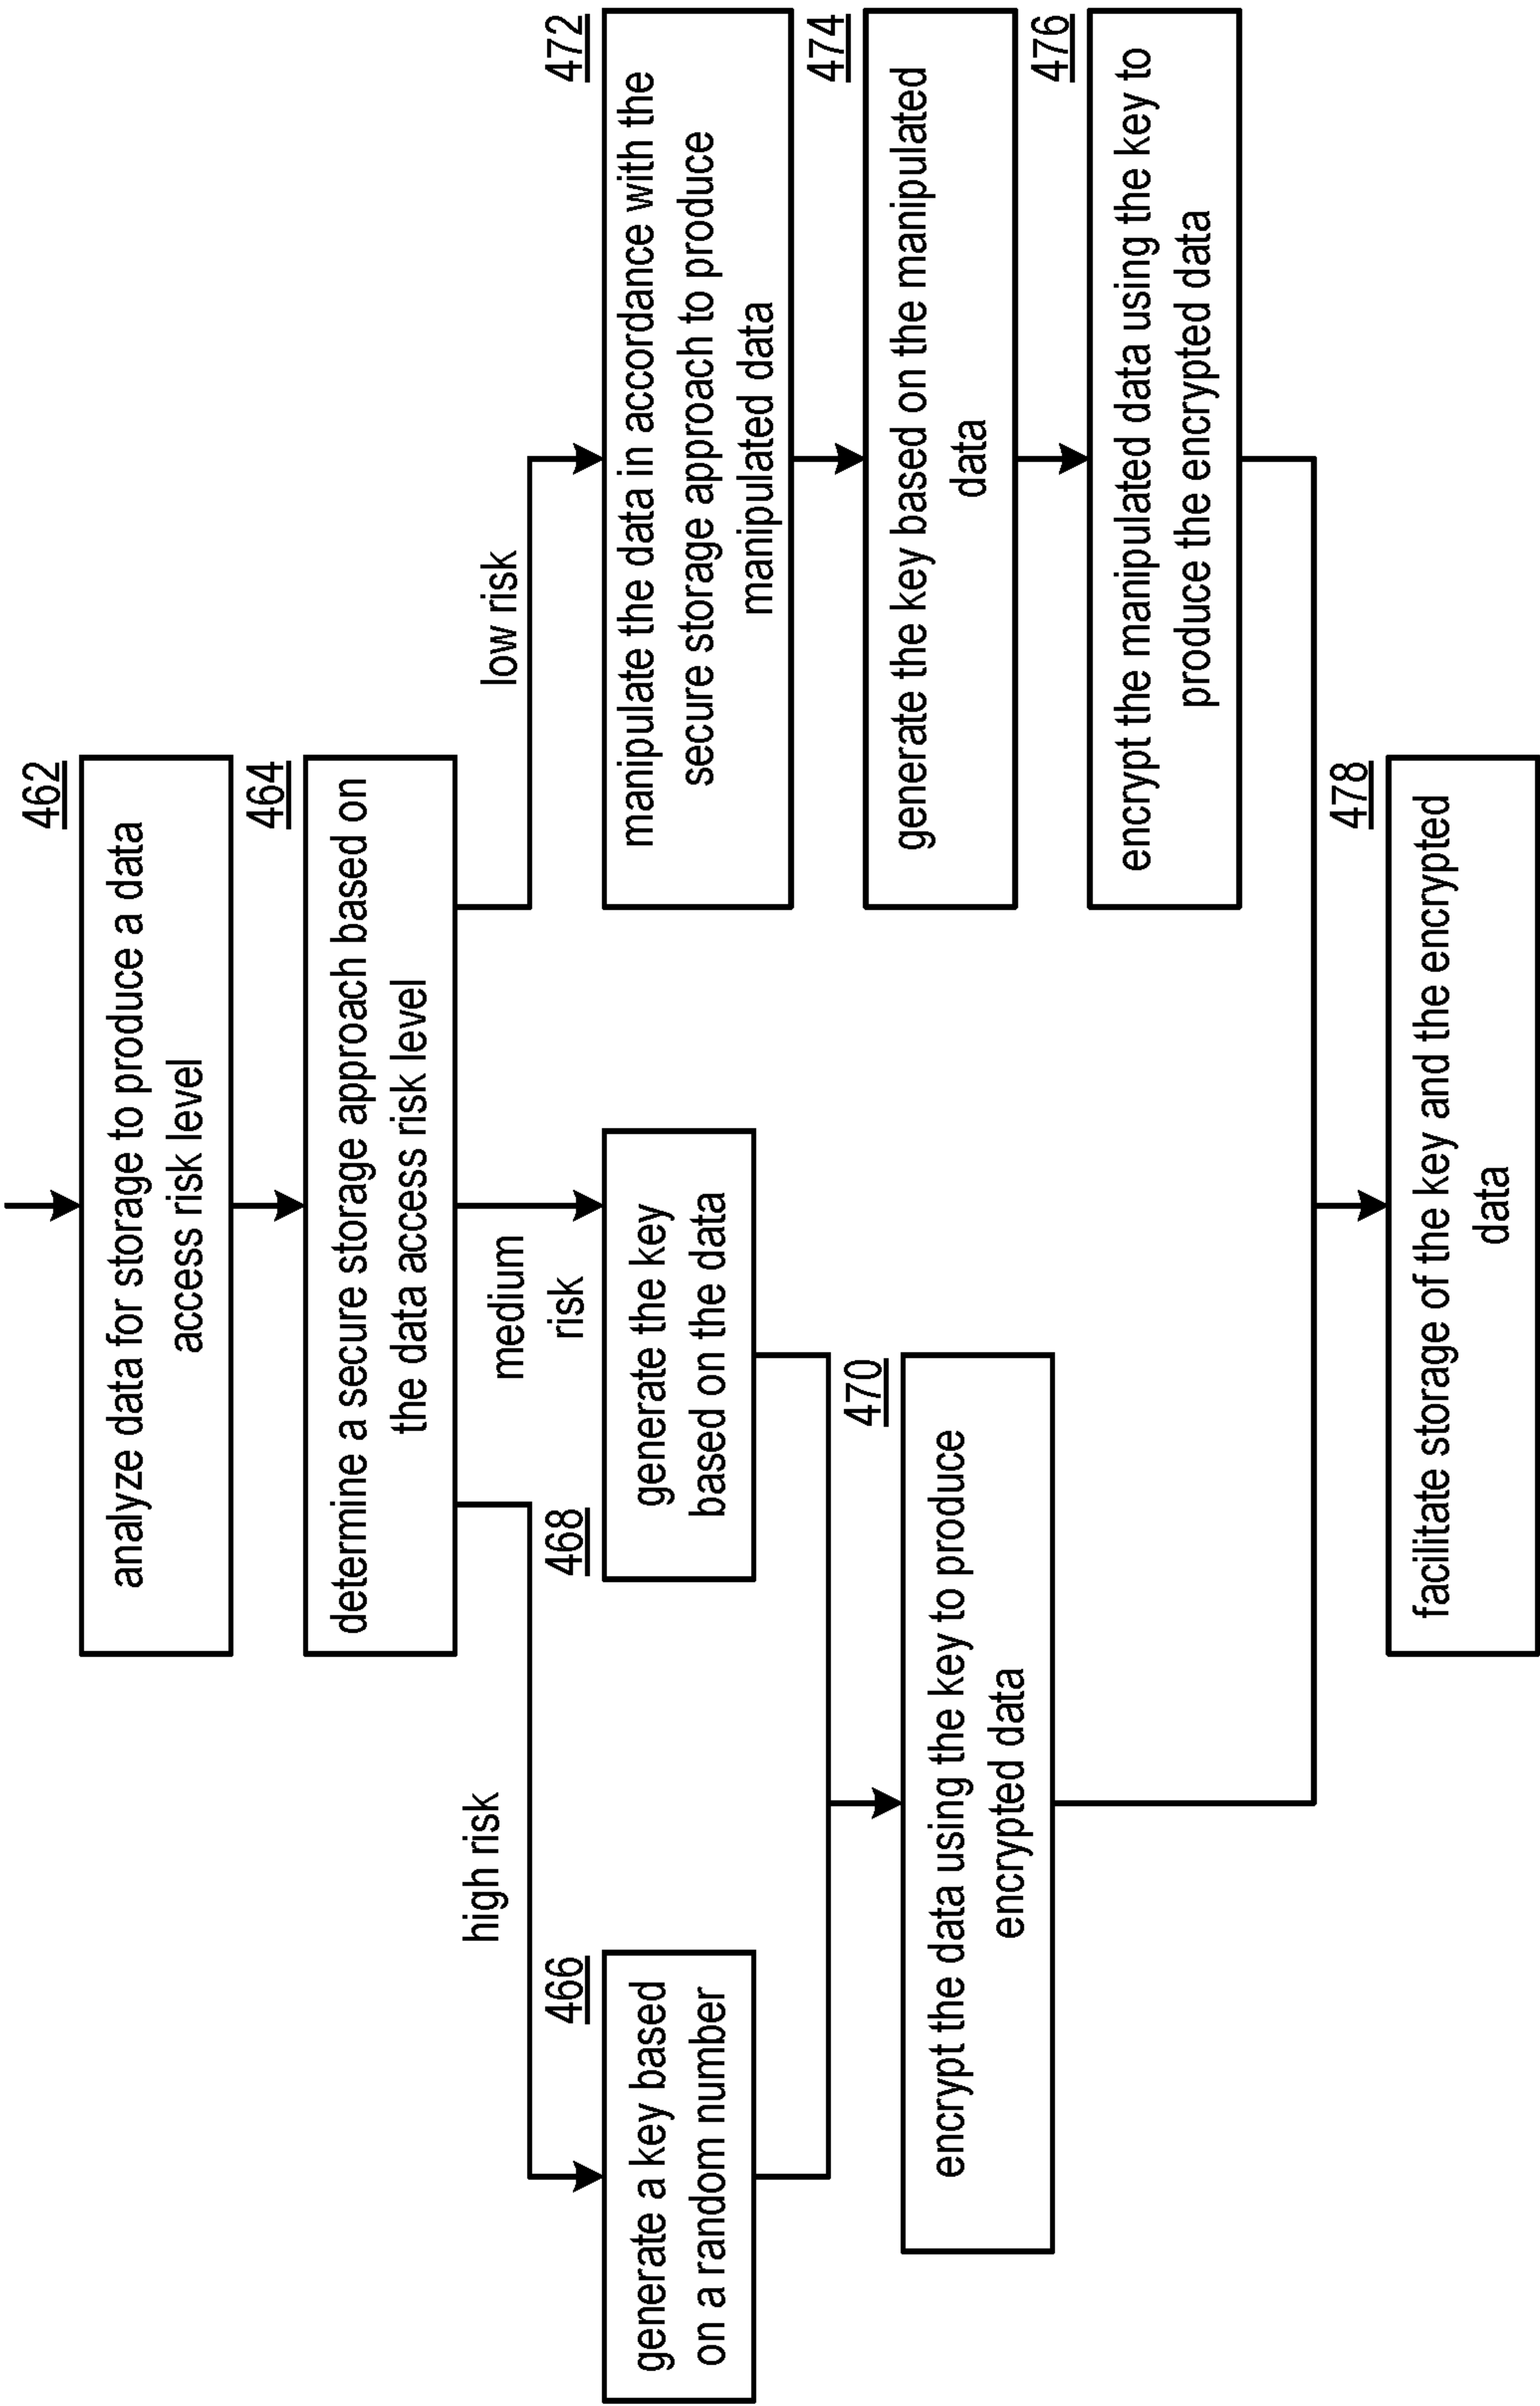 462
analyze data for storage to produce a data
access risk level
464
determine a secure storage approach based on
the data access risk level
high risk
medium
risk
low risk
466
generate a key based
on a random number
468
generate the key
based on the data
470
encrypt the data using the key to produce
encrypted data
472
manipulate the data in accordance with the
secure storage approach to produce
manipulated data
474
generate the key based on the manipulated
data
476
encrypt the manipulated data using the key to
produce the encrypted data
478
facilitate storage of the key and the encrypted
data